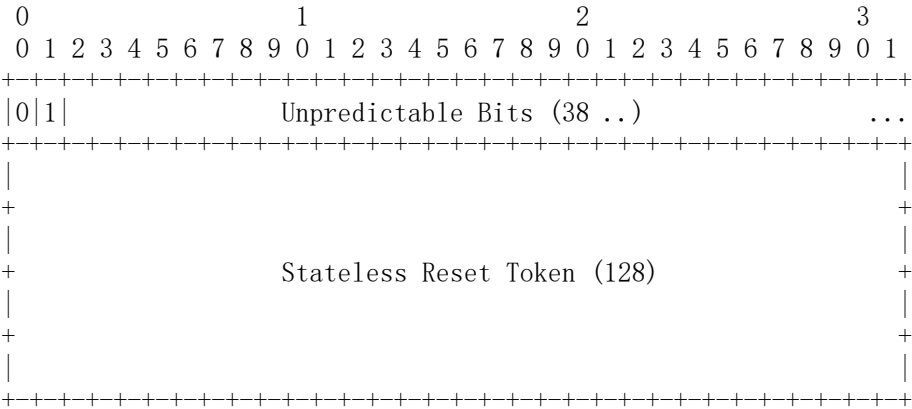 0                   1                   2                   3
 0 1 2 3 4 5 6 7 8 9 0 1 2 3 4 5 6 7 8 9 0 1 2 3 4 5 6 7 8 9 0 1
+-+-+-+-+-+-+-+-+-+-+-+-+-+-+-+-+-+-+-+-+-+-+-+-+-+-+-+-+-+-+-+-+
|0|1|               Unpredictable Bits (38 ..)                ...
+-+-+-+-+-+-+-+-+-+-+-+-+-+-+-+-+-+-+-+-+-+-+-+-+-+-+-+-+-+-+-+-+
|                                                               |
+                                                               +
|                                                               |
+                   Stateless Reset Token (128)                 +
|                                                               |
+                                                               +
|                                                               |
+-+-+-+-+-+-+-+-+-+-+-+-+-+-+-+-+-+-+-+-+-+-+-+-+-+-+-+-+-+-+-+-+